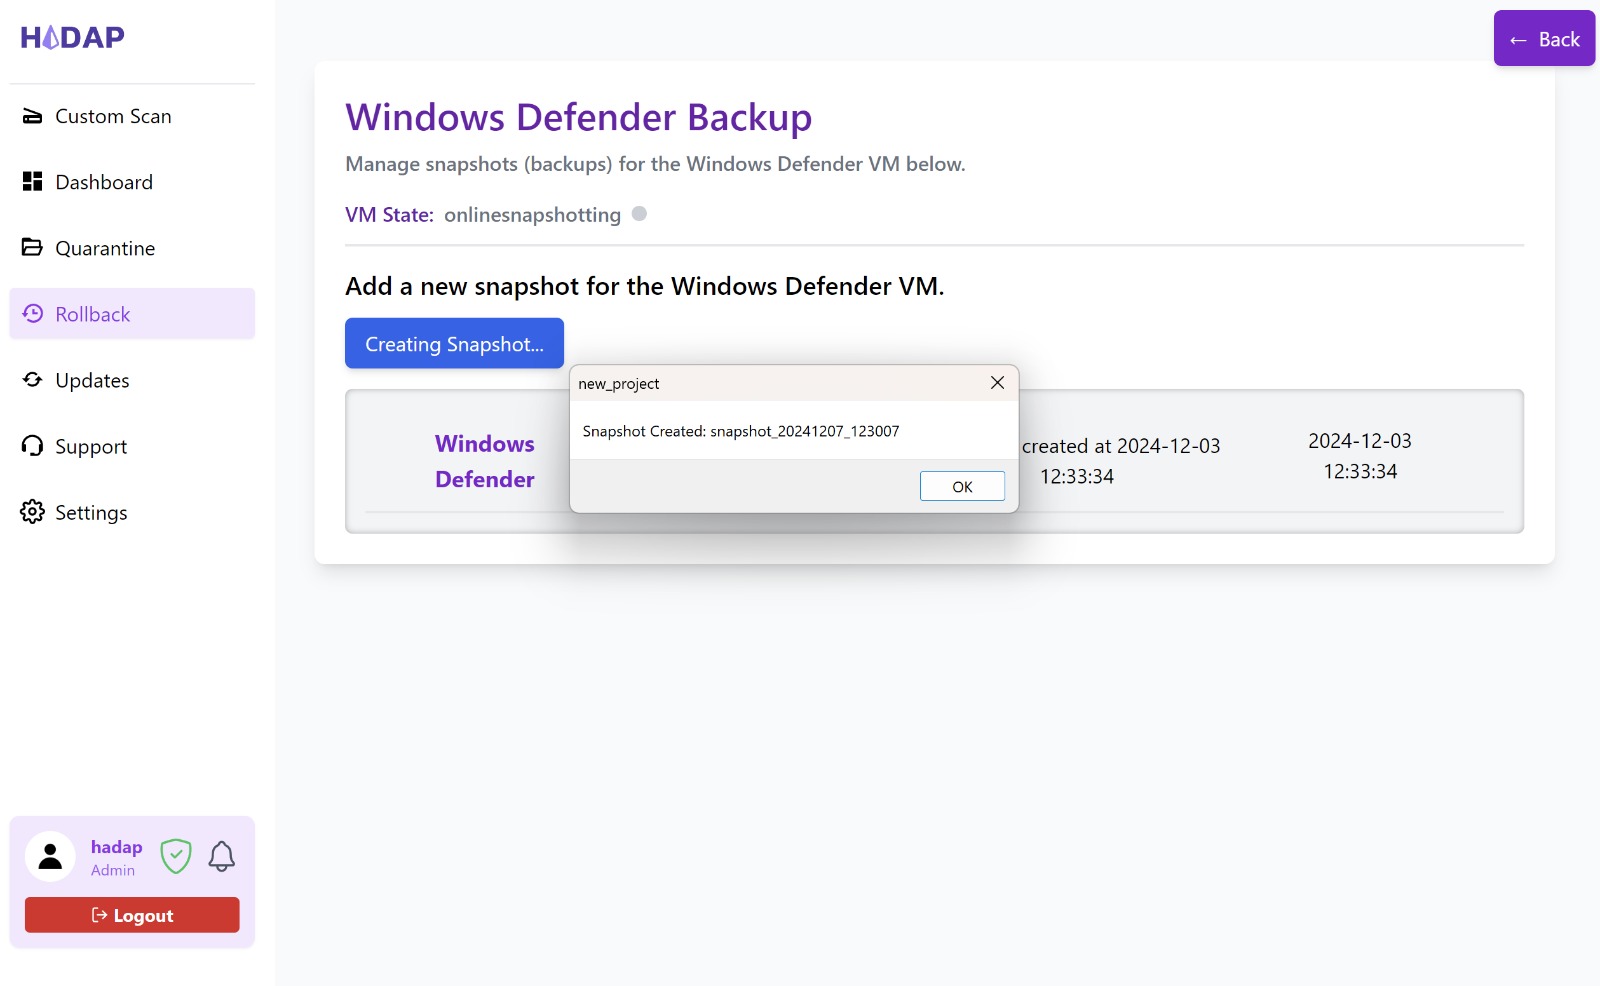 HADAP
← Back
Custom Scan
Dashboard
Quarantine
Rollback
Updates
Support
Settings
Windows Defender Backup
Manage snapshots (backups) for the Windows Defender VM below.
VM State: onlinesnapshotting
Add a new snapshot for the Windows Defender VM.
Creating Snapshot...
new_project
Snapshot Created: snapshot_20241207_123007
OK
Windows
Defender
created at 2024-12-03
12:33:34
2024-12-03
12:33:34
hadap
Admin
Logout